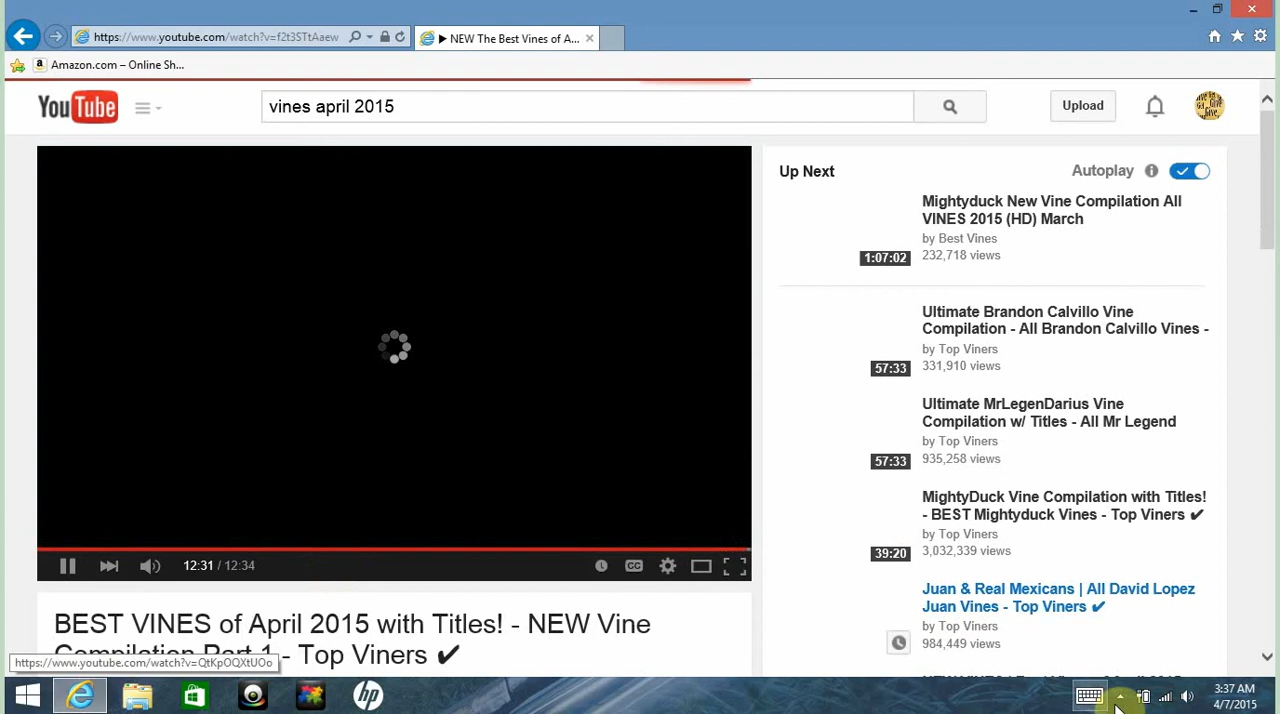 https://www.youtube.com/watch?v=f2t3STtAaew
▶ NEW The Best Vines of A...
Amazon.com – Online Sh...
YouTube
vines april 2015
Upload
Up Next
Autoplay
Mightyduck New Vine Compilation All
VINES 2015 (HD) March
by Best Vines
232,718 views
1:07:02
Ultimate Brandon Calvillo Vine
Compilation - All Brandon Calvillo Vines -
by Top Viners
331,910 views
57:33
Ultimate MrLegenDarius Vine
Compilation w/ Titles - All Mr Legend
by Top Viners
935,258 views
57:33
MightyDuck Vine Compilation with Titles!
- BEST Mightyduck Vines - Top Viners ✔
by Top Viners
3,032,339 views
39:20
Juan & Real Mexicans | All David Lopez
Juan Vines - Top Viners ✔
by Top Viners
984,449 views
12:31 / 12:34
CC
BEST VINES of April 2015 with Titles! - NEW Vine
Compilation Part 1 - Top Viners ✔
https://www.youtube.com/watch?v=QtKpOQXtUOo
hp
3:37 AM
4/7/2015